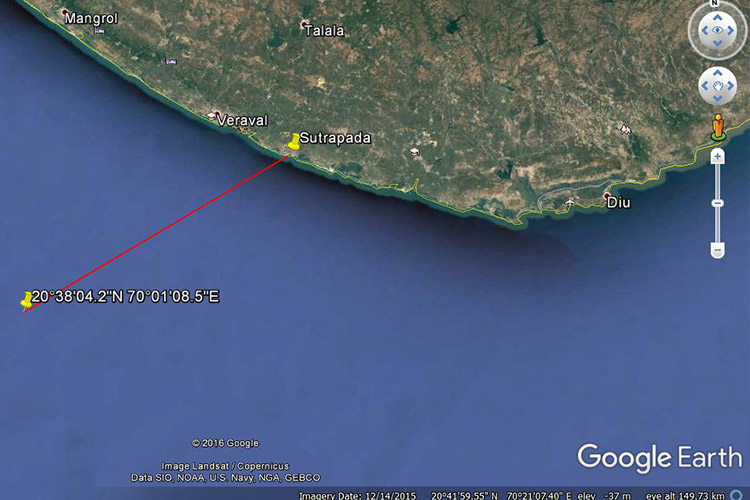 N
Mangrol
Talala
Veraval
Sutrapada
Diu
20°38'04.2"N 70°01'08.5"E
© 2016 Google
Image Landsat / Copernicus
Data SIO, NOAA, U.S. Navy, NGA, GEBCO
Google Earth
Imagery Date: 12/14/2015 20°41'59.55" N 70°21'07.40" E elev -37 m eye alt 149.73 km